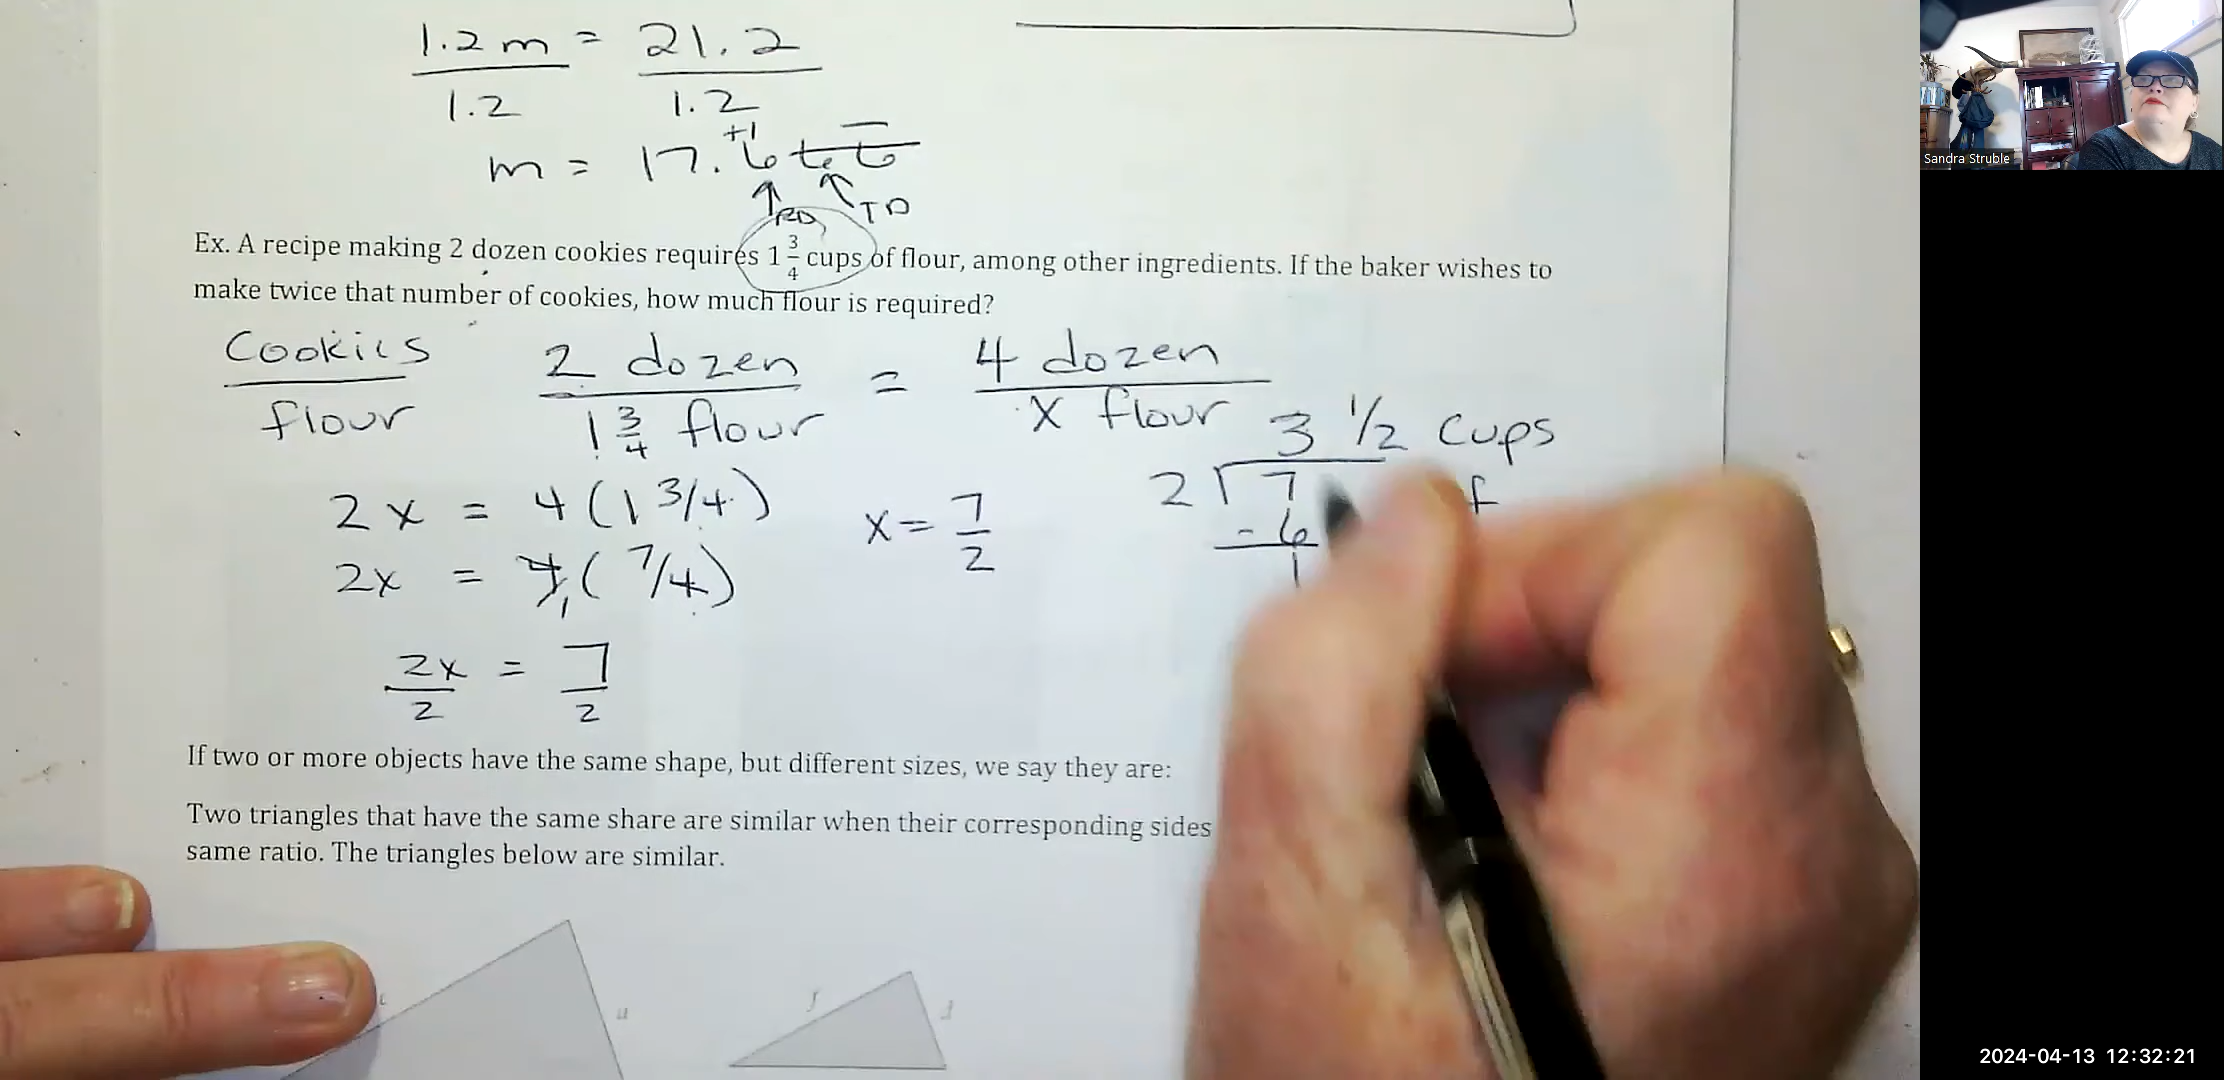 1.2 m = 21.2
1.2 1.2
+1
m = 17.666
RD TD
Ex. A recipe making 2 dozen cookies requires 1 3/4 cups of flour, among other ingredients. If the baker wishes to
make twice that number of cookies, how much flour is required?
Cookies 2 dozen = 4 dozen
flour 1 3/4 flour x flour
3 1/2 cups
2x = 4(1 3/4) x = 7/2 2 7 f
- 6
2x = 4 1 (7/4) 1
2x = 7
2 2
If two or more objects have the same shape, but different sizes, we say they are:
Two triangles that have the same share are similar when their corresponding sides
same ratio. The triangles below are similar.
Sandra Struble
2024-04-13 12:32:21